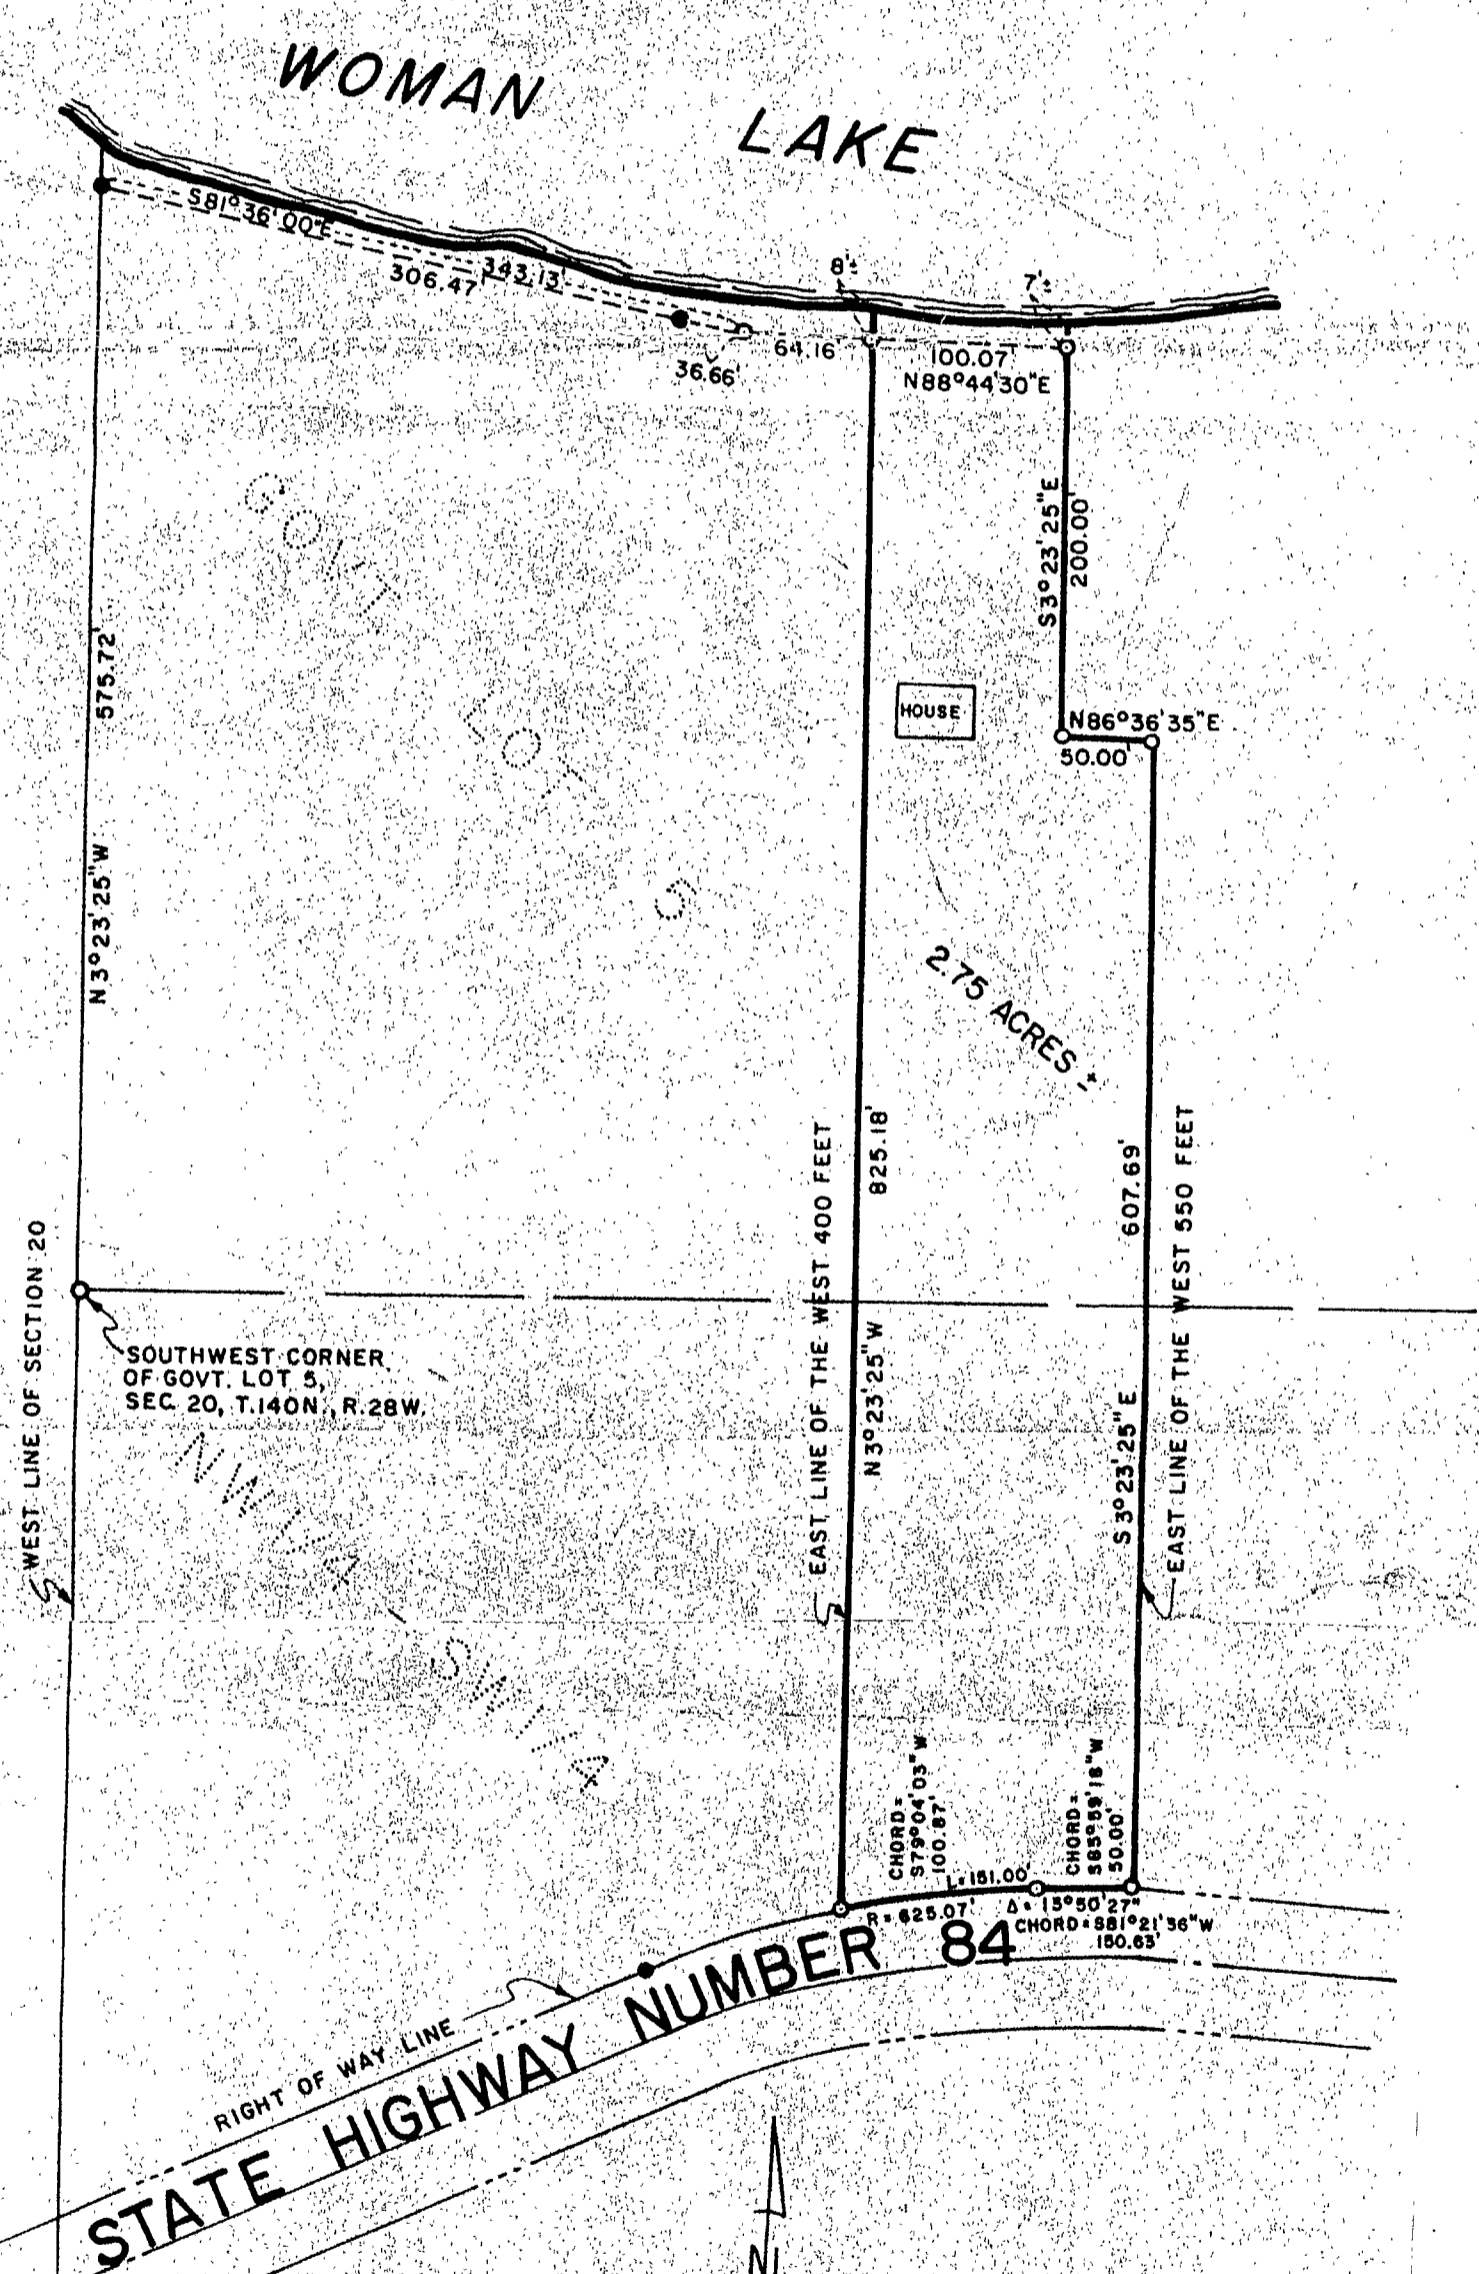 WOMAN LAKE
S81°36'00"E
306.47'
343.13'
36.66'
64.16'
8'±
7'±
100.07'
N88°44'30"E
GOV'T LOT 5
575.72'
N3°23'25"W
S3°23'25"E
200.00'
HOUSE
N86°36'35"E
50.00'
2.75 ACRES ±
825.18'
N3°23'25"W
EAST LINE OF THE WEST 400 FEET
607.69'
S3°23'25"E
EAST LINE OF THE WEST 550 FEET
WEST LINE OF SECTION 20
SOUTHWEST CORNER
OF GOVT. LOT 5,
SEC. 20, T.140N., R.28W.
NW1/4 - SW1/4
CHORD=
S79°04'03"W
100.87'
CHORD=
S85°59'18"W
50.00'
L=151.00'
R=625.07'
Δ=13°50'27"
CHORD=S81°21'36"W
150.63'
RIGHT OF WAY LINE
STATE HIGHWAY NUMBER 84
N